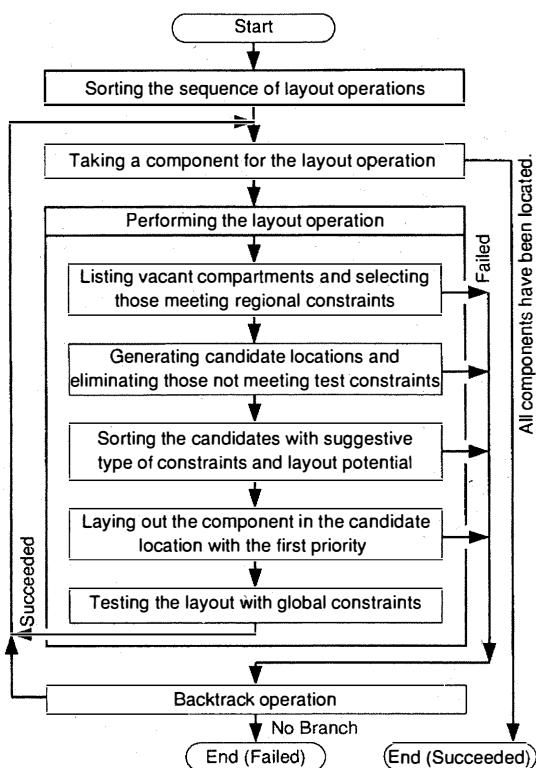 Start
Sorting the sequence of layout operations
Taking a component for the layout operation
Performing the layout operation
Listing vacant compartments and selecting
those meeting regional constraints
Generating candidate locations and
eliminating those not meeting test constraints
Sorting the candidates with suggestive
type of constraints and layout potential
Laying out the component in the candidate
location with the first priority
Testing the layout with global constraints
Succeeded
Failed
All components have been located.
Backtrack operation
No Branch
End (Failed)
End (Succeeded)